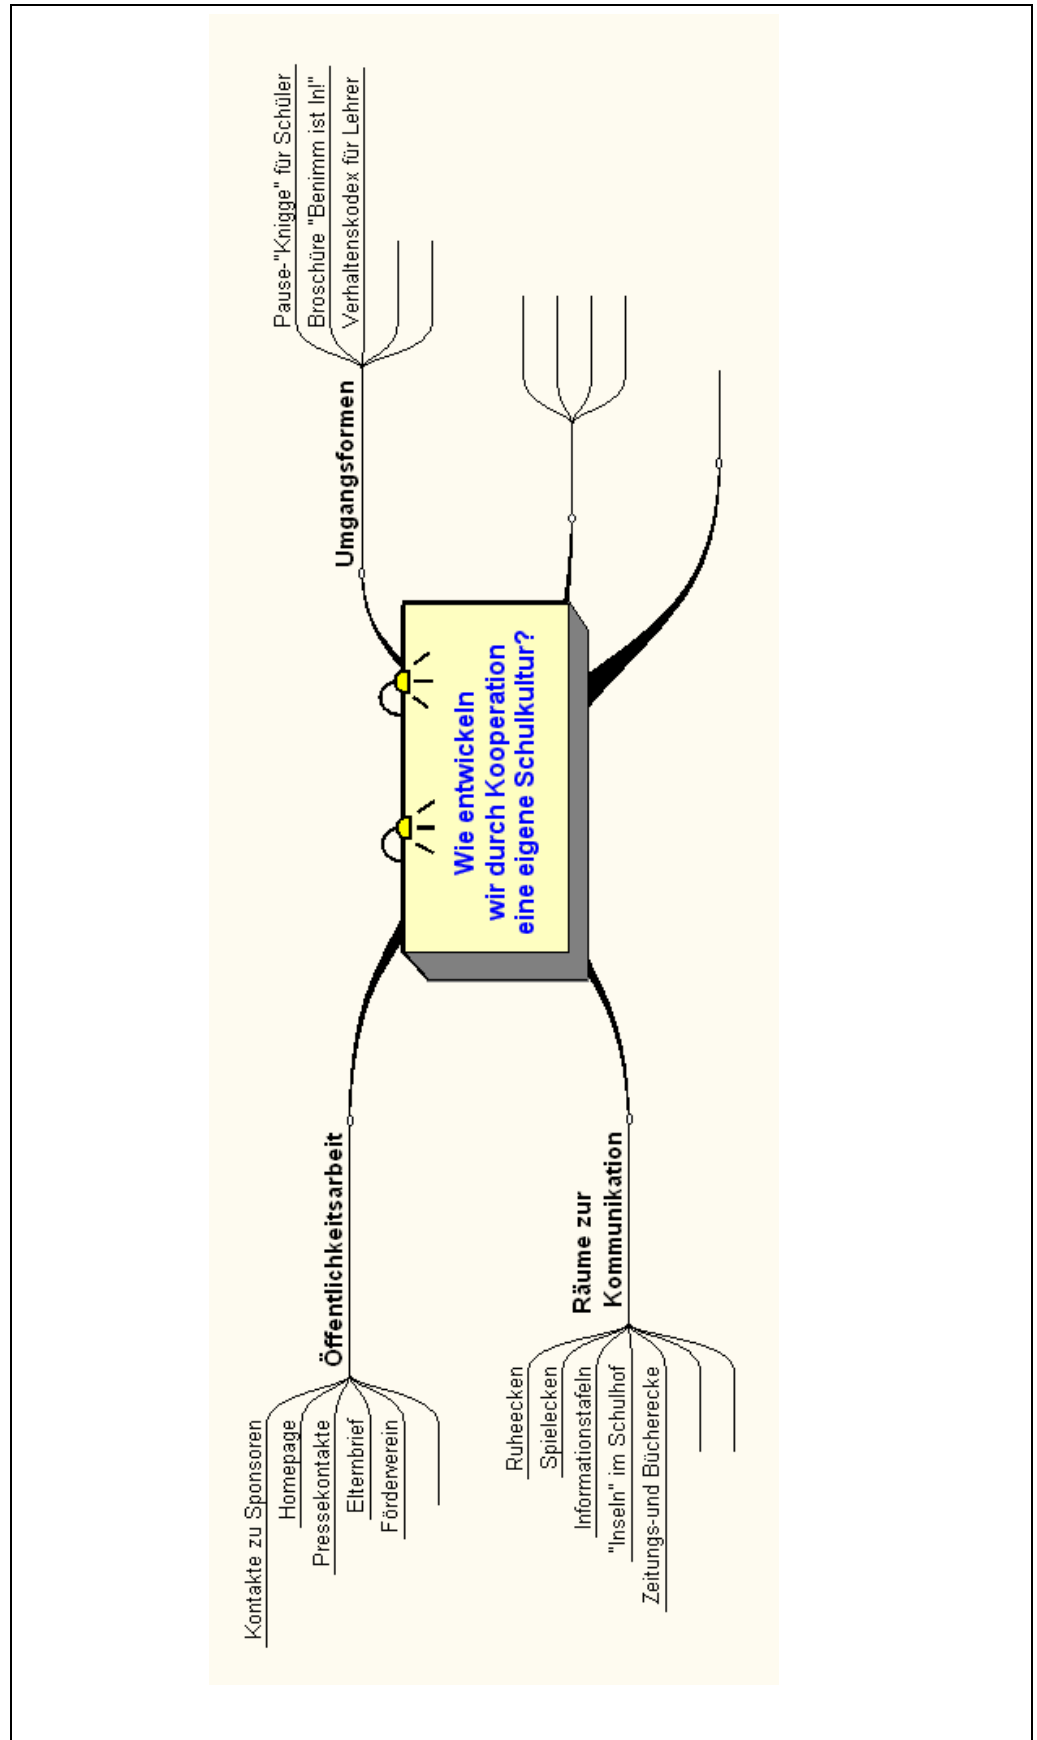 Wie entwickeln
wir durch Kooperation
eine eigene Schulkultur?
Umgangsformen
Pause-"Knigge" für Schüler
Broschüre "Benimm ist In!"
Verhaltenskodex für Lehrer
Öffentlichkeitsarbeit
Kontakte zu Sponsoren
Homepage
Pressekontakte
Elternbrief
Förderverein
Räume zur
Kommunikation
Ruheecken
Spielecken
Informationstafeln
"Inseln" im Schulhof
Zeitungs-und Bücherecke